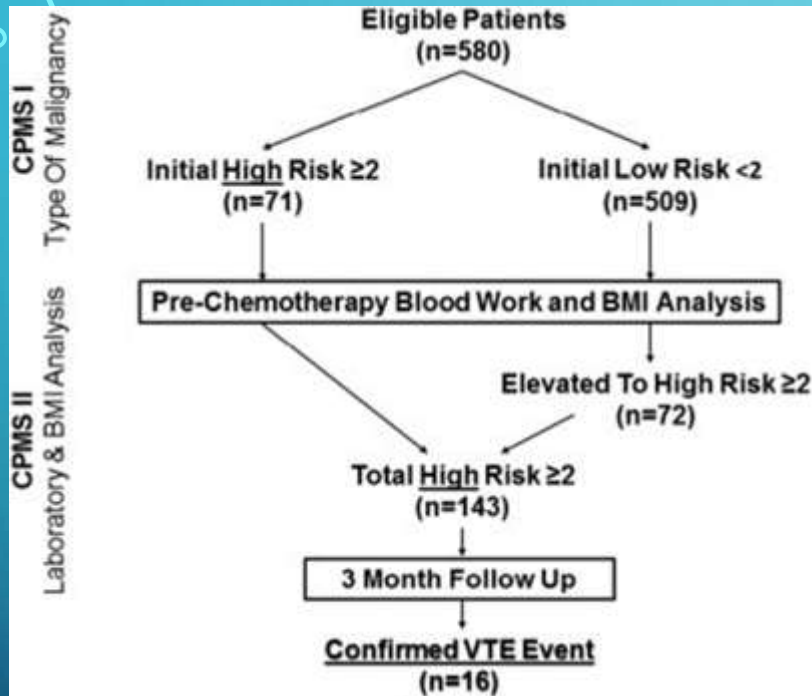 Eligible Patients
(n=580)
CPMS I
Type Of Malignancy
Initial High Risk ≥2
(n=71)
Initial Low Risk <2
(n=509)
CPMS II
Laboratory & BMI Analysis
Pre-Chemotherapy Blood Work and BMI Analysis
Elevated To High Risk ≥2
(n=72)
Total High Risk ≥2
(n=143)
3 Month Follow Up
Confirmed VTE Event
(n=16)